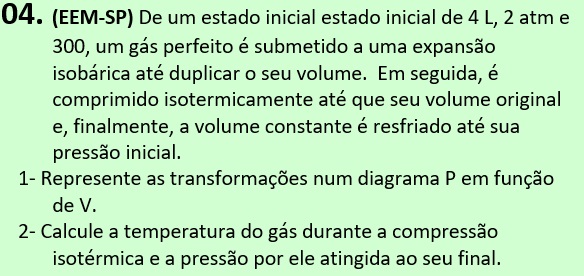 04. (EEM-SP) De um estado inicial estado inicial de 4 L, 2 atm e
300, um gás perfeito é submetido a uma expansão
isobárica até duplicar o seu volume. Em seguida, é
comprimido isotermicamente até que seu volume original
e, finalmente, a volume constante é resfriado até sua
pressão inicial.
1- Represente as transformações num diagrama P em função
de V.
2- Calcule a temperatura do gás durante a compressão
isotérmica e a pressão por ele atingida ao seu final.